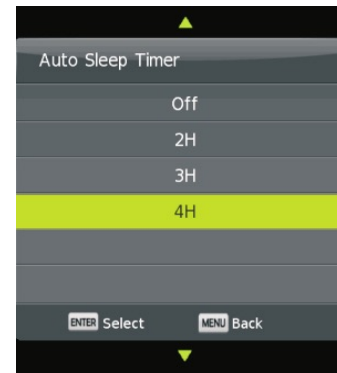 Auto Sleep Timer
Off
2H
3H
4H
ENTER Select MENU Back